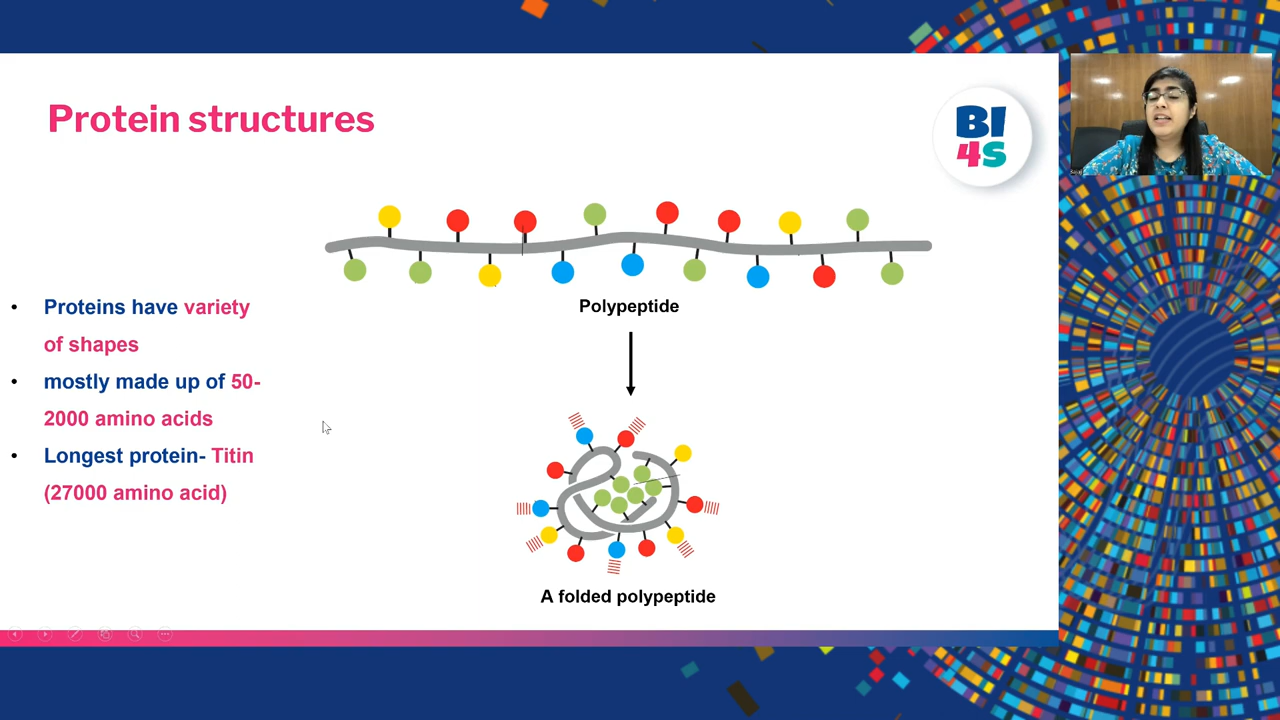 Protein structures
BI
4S
Polypeptide
• Proteins have variety
of shapes
• mostly made up of 50-
2000 amino acids
• Longest protein- Titin
(27000 amino acid)
A folded polypeptide